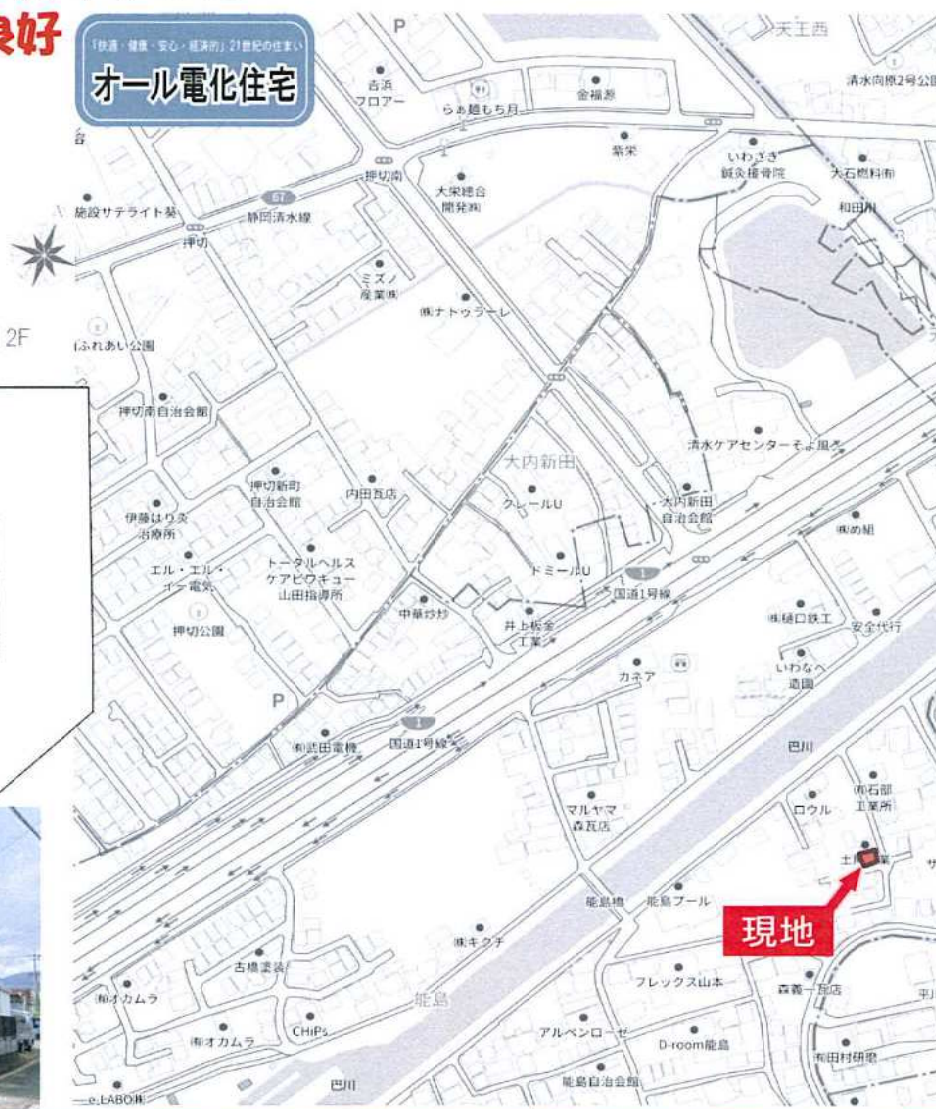 良好
「快適・健康・安心・経済的」21世紀の住まい
オール電化住宅
P
天王西
清水向原2号公園
吉浜
フロアー
らぁ麺もち月
金福源
押切南
大栄総合
開発㈱
紫栄
いわさき
鍼灸接骨院
大石燃料㈲
和田川
施設サテライト葵
67
静岡清水線
押切
ミズノ
産業㈱
㈱ナトゥラーレ
2F
ふれあい公園
押切南自治会館
清水ケアセンターそよ風
大内新田
押切新町
自治会館
内田瓦店
クレールU
大内新田
自治会館
伊藤はり灸
治療所
㈱め組
エル・エル・
イー電気
トータルヘルス
ケアビワキュー
山田指導所
ドミールU
1
国道1号線
押切公園
中華炒炒
井上板金
工業
㈱樋口鉄工
安全代行
カネア
いわなべ
造園
P
㈲武田電機
1
国道1号線
巴川
マルヤマ
森瓦店
ロウル
㈲石部
工業所
能島橋
能島プール
現地
㈱キクチ
古橋塗装
フレックス山本
森義一瓦店
平川
㈲オカムラ
能島
㈲オカムラ
CHiPs
アルペンローゼ
D-room能島
㈲田村研磨
能島自治会館
巴川
e.LABO㈱